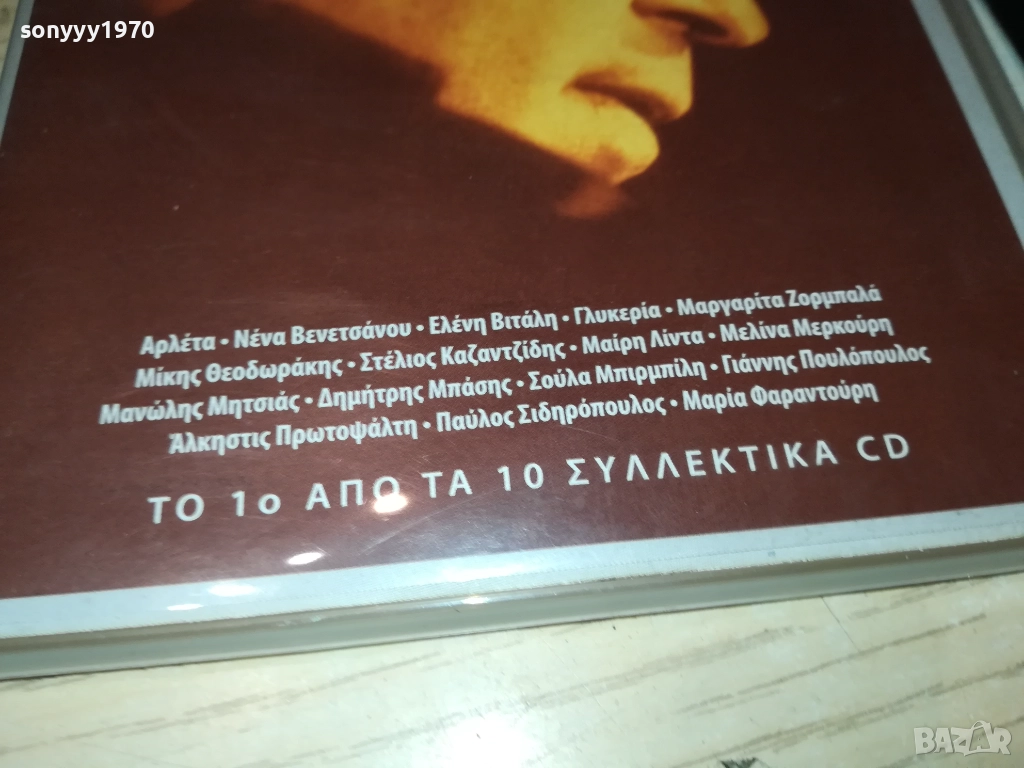 sonyyy1970
Αρλέτα • Νένα Βενετσάνου • Ελένη Βιτάλη • Γλυκερία • Μαργαρίτα Ζορμπαλά
Μίκης Θεοδωράκης • Στέλιος Καζαντζίδης • Μαίρη Λίντα • Μελίνα Μερκούρη
Μανώλης Μητσιάς • Δημήτρης Μπάσης • Σούλα Μπιρμπίλη • Γιάννης Πουλόπουλος
Άλκηστις Πρωτοψάλτη • Παύλος Σιδηρόπουλος • Μαρία Φαραντούρη
ΤΟ 1ο ΑΠΟ ΤΑ 10 ΣΥΛΛΕΚΤΙΚΑ CD
BAZAR